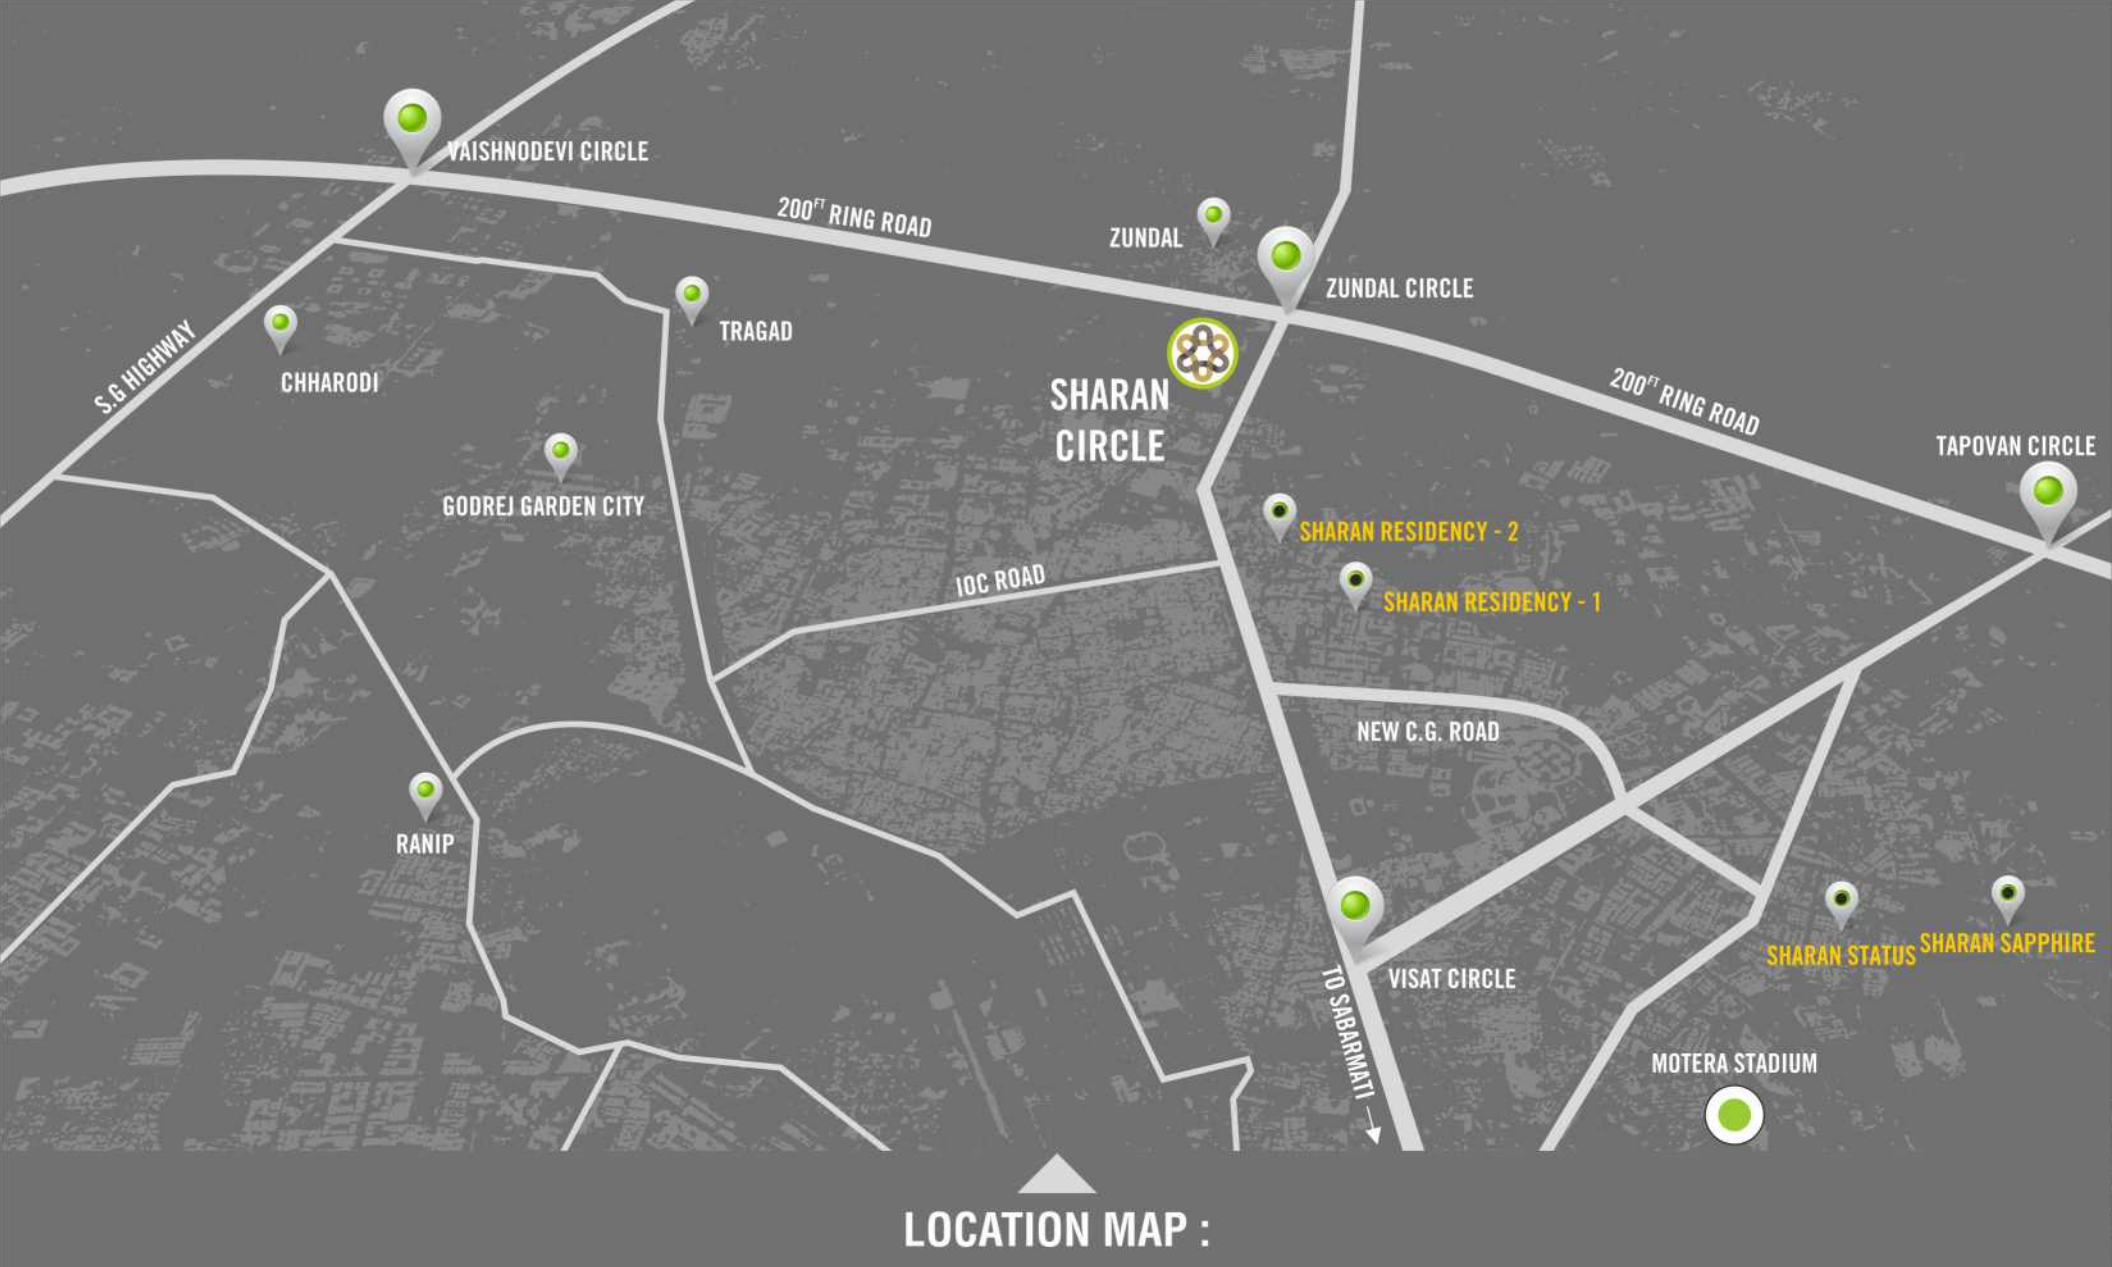 VAISHNODEVI CIRCLE
200FT RING ROAD
ZUNDAL
ZUNDAL CIRCLE
TRAGAD
S.G HIGHWAY
CHHARODI
SHARAN
CIRCLE
200FT RING ROAD
TAPOVAN CIRCLE
GODREJ GARDEN CITY
SHARAN RESIDENCY - 2
IOC ROAD
SHARAN RESIDENCY - 1
NEW C.G. ROAD
RANIP
SHARAN STATUS
SHARAN SAPPHIRE
VISAT CIRCLE
TO SABARMATI
MOTERA STADIUM
LOCATION MAP :